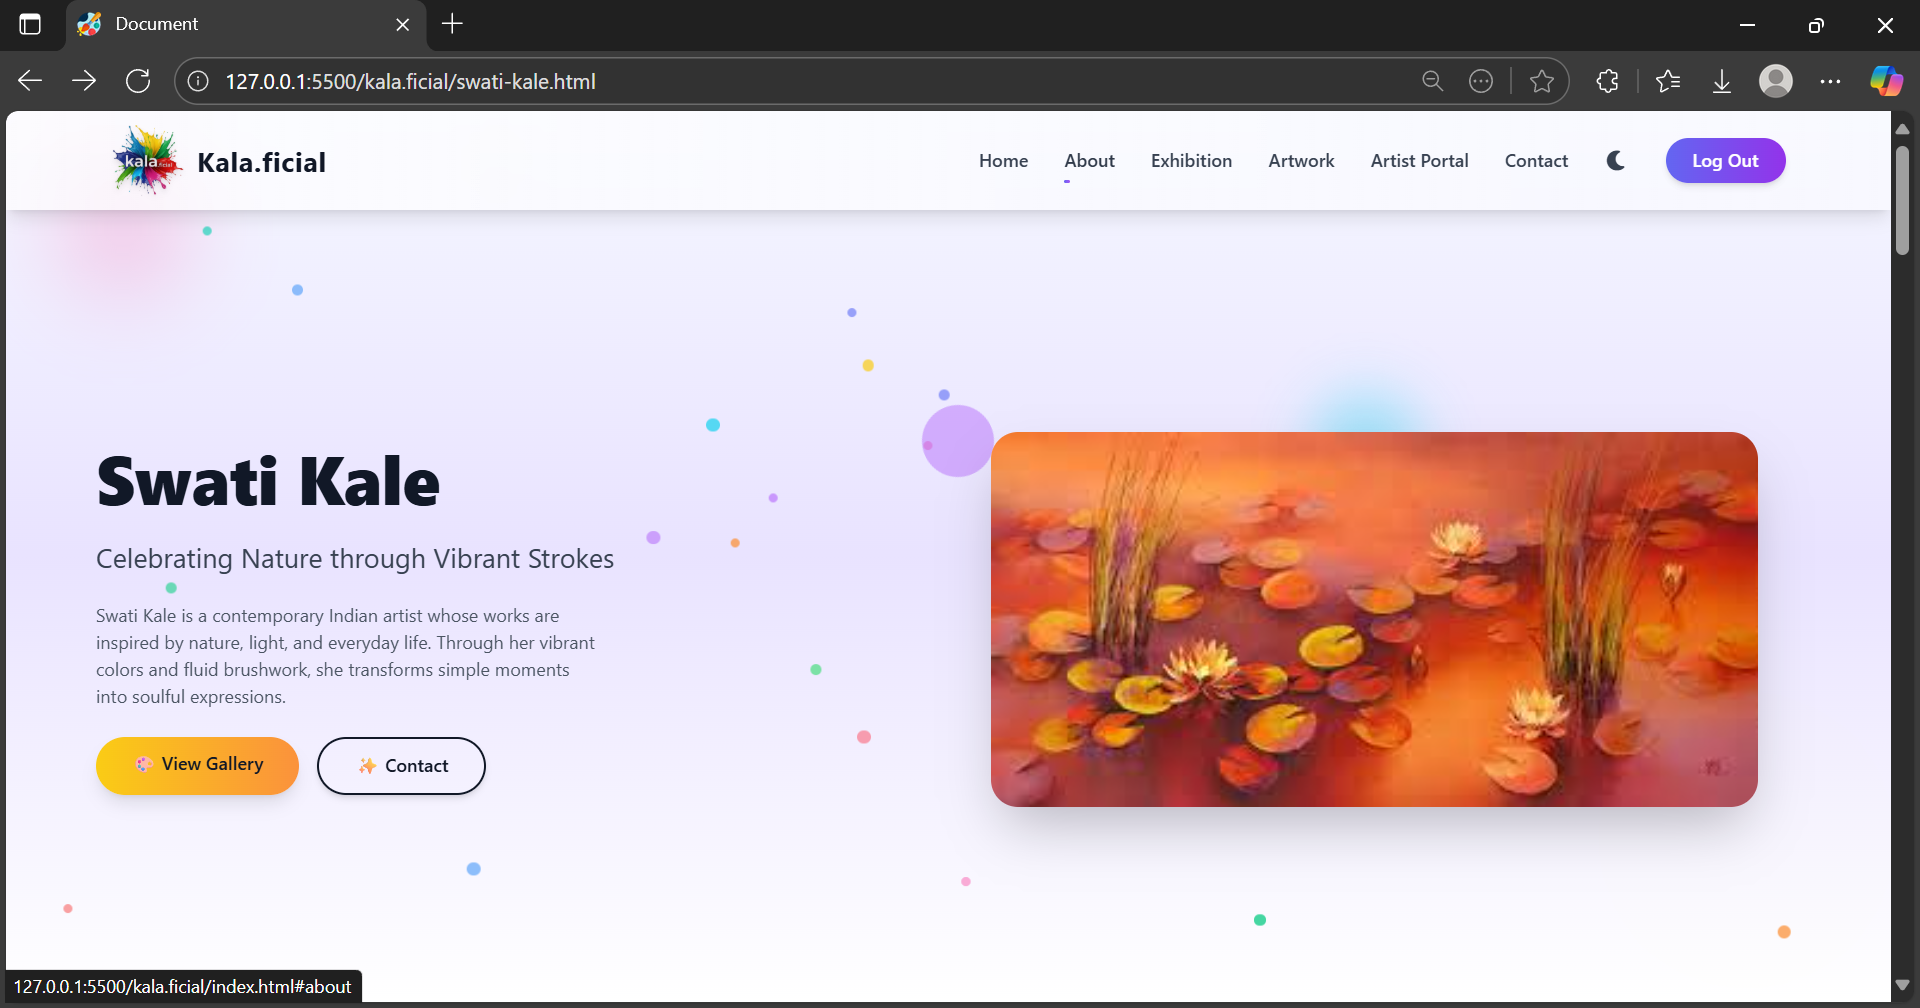 Document
127.0.0.1:5500/kala.ficial/swati-kale.html
kala.ficial
Kala.ficial
Home
About
Exhibition
Artwork
Artist Portal
Contact
Log Out
Swati Kale
Celebrating Nature through Vibrant Strokes
Swati Kale is a contemporary Indian artist whose works are
inspired by nature, light, and everyday life. Through her vibrant
colors and fluid brushwork, she transforms simple moments
into soulful expressions.
🎨 View Gallery
✨ Contact
127.0.0.1:5500/kala.ficial/index.html#about